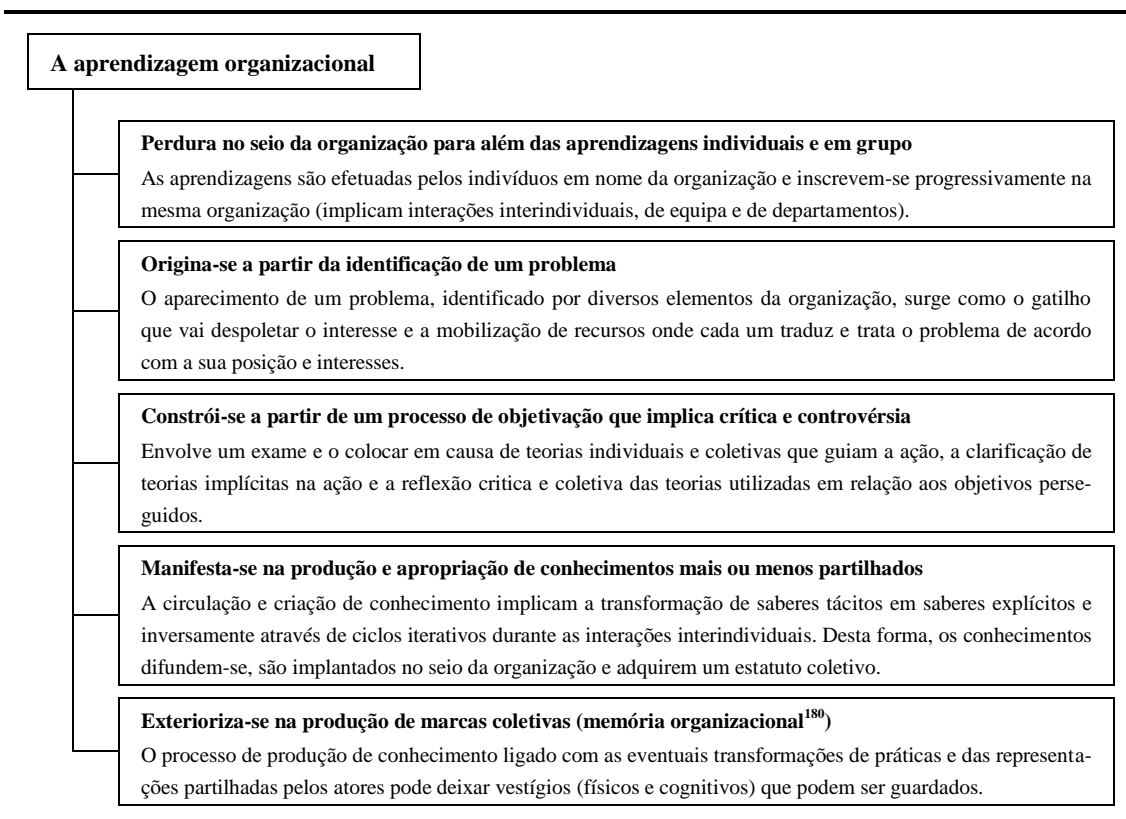 A aprendizagem organizacional
Perdura no seio da organização para além das aprendizagens individuais e em grupo
As aprendizagens são efetuadas pelos indivíduos em nome da organização e inscrevem-se progressivamente na
mesma organização (implicam interações interindividuais, de equipa e de departamentos).
Origina-se a partir da identificação de um problema
O aparecimento de um problema, identificado por diversos elementos da organização, surge como o gatilho
que vai despoletar o interesse e a mobilização de recursos onde cada um traduz e trata o problema de acordo
com a sua posição e interesses.
Constrói-se a partir de um processo de objetivação que implica crítica e controvérsia
Envolve um exame e o colocar em causa de teorias individuais e coletivas que guiam a ação, a clarificação de
teorias implícitas na ação e a reflexão critica e coletiva das teorias utilizadas em relação aos objetivos perse-
guidos.
Manifesta-se na produção e apropriação de conhecimentos mais ou menos partilhados
A circulação e criação de conhecimento implicam a transformação de saberes tácitos em saberes explícitos e
inversamente através de ciclos iterativos durante as interações interindividuais. Desta forma, os conhecimentos
difundem-se, são implantados no seio da organização e adquirem um estatuto coletivo.
Exterioriza-se na produção de marcas coletivas (memória organizacional180)
O processo de produção de conhecimento ligado com as eventuais transformações de práticas e das representa-
ções partilhadas pelos atores pode deixar vestígios (físicos e cognitivos) que podem ser guardados.